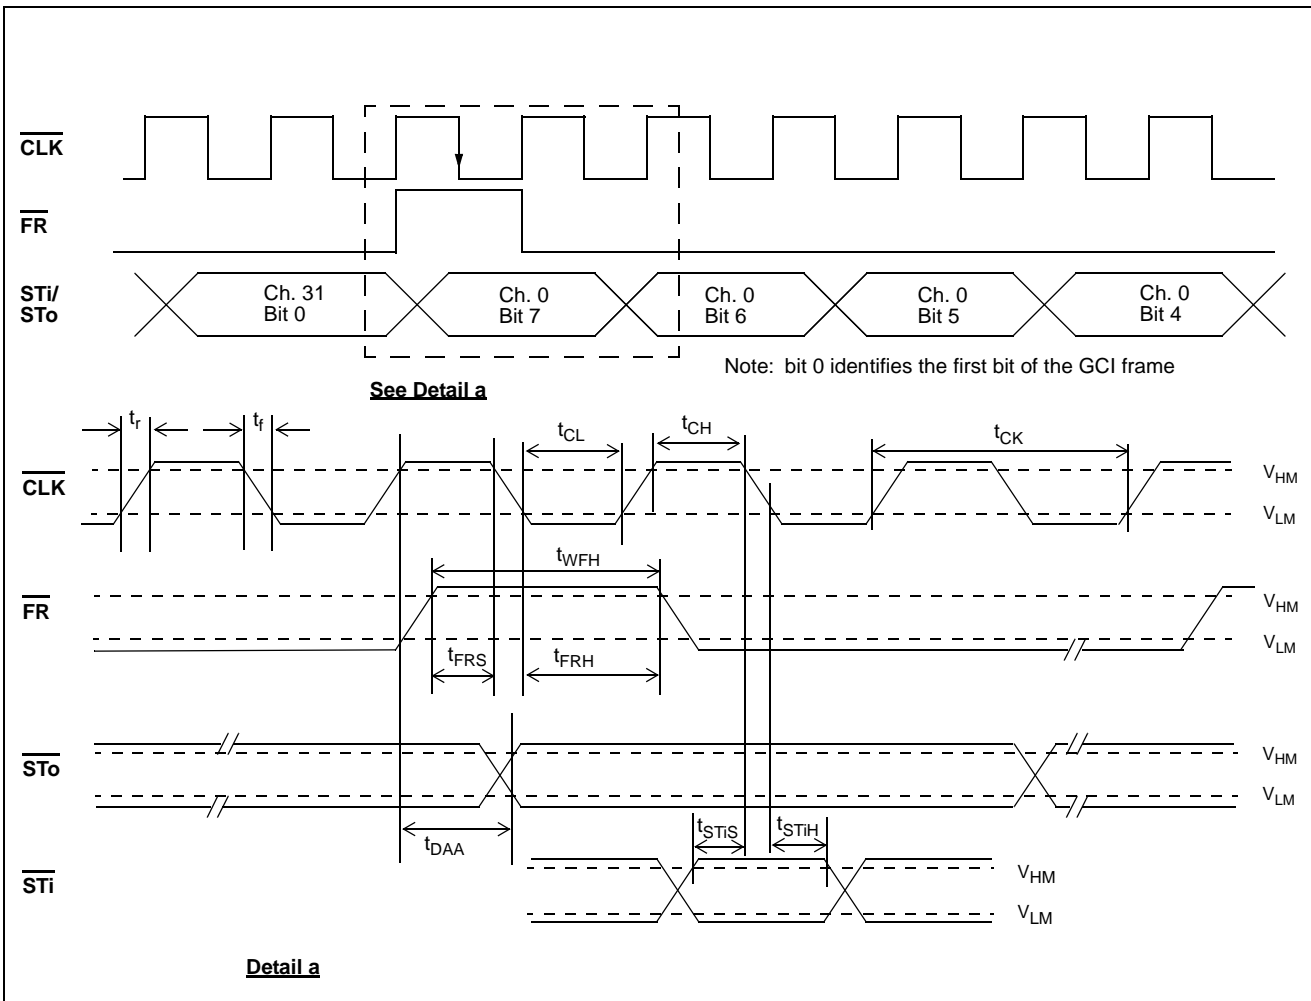 CLK
FR
STi/
STo
Ch. 31
Bit 0
Ch. 0
Bit 7
Ch. 0
Bit 6
Ch. 0
Bit 5
Ch. 0
Bit 4
Note: bit 0 identifies the first bit of the GCI frame
See Detail a
tr
tf
tCL
tCH
tCK
CLK
VHM
VLM
tWFH
FR
VHM
VLM
tFRS
tFRH
STo
VHM
VLM
tDAA
tSTiS
tSTiH
STi
VHM
VLM
Detail a